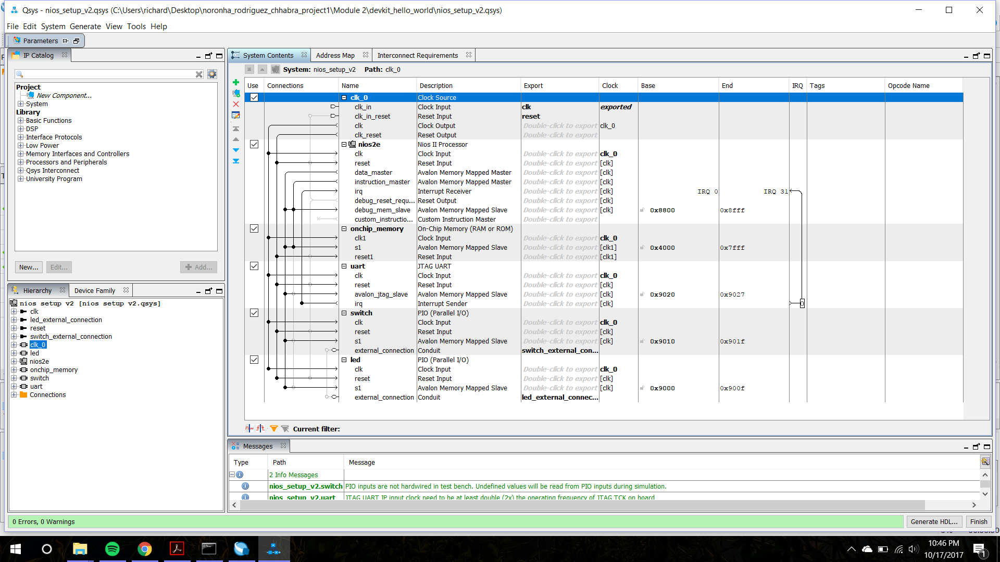 Qsys - nios_setup_v2.qsys (C:\Users\richard\Desktop\noronha_rodriguez_chhabra_project1\Module 2\devkit_hello_world\nios_setup_v2.qsys)
File Edit System Generate View Tools Help
Parameters
IP Catalog
Project
New Component...
System
Library
Basic Functions
DSP
Interface Protocols
Low Power
Memory Interfaces and Controllers
Processors and Peripherals
Qsys Interconnect
University Program
New... Edit... Add...
Hierarchy Device Family
nios setup v2 [nios setup v2.qsys]
clk
led_external_connection
reset
switch_external_connection
clk_0
led
nios2e
onchip_memory
switch
uart
Connections
System Contents Address Map Interconnect Requirements
System: nios_setup_v2 Path: clk_0
Use Connections Name Description Export Clock Base End IRQ Tags Opcode Name
clk_0 Clock Source
clk_in Clock Input clk exported
clk_in_reset Reset Input reset
clk Clock Output Double-click to export clk_0
clk_reset Reset Output Double-click to export
nios2e Nios II Processor
clk Clock Input Double-click to export clk_0
reset Reset Input Double-click to export [clk]
data_master Avalon Memory Mapped Master Double-click to export [clk]
instruction_master Avalon Memory Mapped Master Double-click to export [clk]
irq Interrupt Receiver Double-click to export [clk] IRQ 0 IRQ 31
debug_reset_requ... Reset Output Double-click to export [clk]
debug_mem_slave Avalon Memory Mapped Slave Double-click to export [clk] 0x8800 0x8fff
custom_instructio... Custom Instruction Master Double-click to export
onchip_memory On-Chip Memory (RAM or ROM)
clk1 Clock Input Double-click to export clk_0
s1 Avalon Memory Mapped Slave Double-click to export [clk1] 0x4000 0x7fff
reset1 Reset Input Double-click to export [clk1]
uart JTAG UART
clk Clock Input Double-click to export clk_0
reset Reset Input Double-click to export [clk]
avalon_jtag_slave Avalon Memory Mapped Slave Double-click to export [clk] 0x9020 0x9027
irq Interrupt Sender Double-click to export [clk] 0
switch PIO (Parallel I/O)
clk Clock Input Double-click to export clk_0
reset Reset Input Double-click to export [clk]
s1 Avalon Memory Mapped Slave Double-click to export [clk] 0x9010 0x901f
external_connection Conduit switch_external_con...
led PIO (Parallel I/O)
clk Clock Input Double-click to export clk_0
reset Reset Input Double-click to export [clk]
s1 Avalon Memory Mapped Slave Double-click to export [clk] 0x9000 0x900f
external_connection Conduit led_external_connec...
Current filter:
Messages
Type Path Message
2 Info Messages
nios_setup_v2.switch PIO inputs are not hardwired in test bench. Undefined values will be read from PIO inputs during simulation.
nios_setup_v2.uart JTAG UART IP input clock need to be at least double (2x) the operating frequency of JTAG TCK on board
0 Errors, 0 Warnings Generate HDL... Finish
10:46 PM
10/17/2017
1